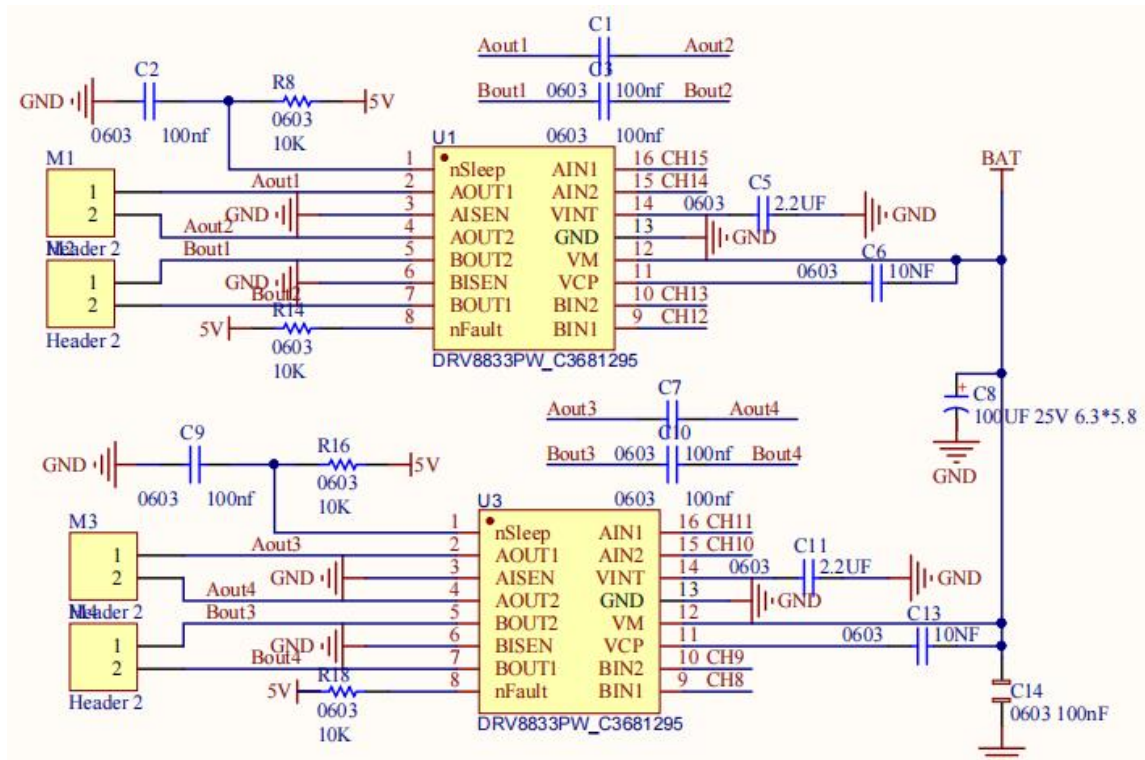 C1
Aout1 Aout2
C3
Bout1 0603 100nf Bout2
0603 100nf
C2
R8
GND 5V
0603 100nf 0603
10K
U1
M1
1
2
Header 2
M2
1
2
Header 2
Aout1
GND
Aout2
Bout1
GND
Bout2
R14
5V
0603
10K
1 nSleep AIN1 16 CH15
2 AOUT1 AIN2 15 CH14
3 AISEN VINT 14
4 AOUT2 GND 13
5 BOUT2 VM 12
6 BISEN VCP 11
7 BOUT1 BIN2 10 CH13
8 nFault BIN1 9 CH12
DRV8833PW_C3681295
C5
0603 2.2UF GND
GND
C6
0603 10NF
BAT
C8
+
100UF 25V 6.3*5.8
GND
C7
Aout3 Aout4
C10
Bout3 0603 100nf Bout4
0603 100nf
C9
R16
GND 5V
0603 100nf 0603
10K
U3
M3
1
2
Header 2
M4
1
2
Header 2
Aout3
GND
Aout4
Bout3
GND
Bout4
R18
5V
0603
10K
1 nSleep AIN1 16 CH11
2 AOUT1 AIN2 15 CH10
3 AISEN VINT 14
4 AOUT2 GND 13
5 BOUT2 VM 12
6 BISEN VCP 11
7 BOUT1 BIN2 10 CH9
8 nFault BIN1 9 CH8
DRV8833PW_C3681295
C11
0603 2.2UF GND
GND
C13
0603 10NF
C14
0603 100nF